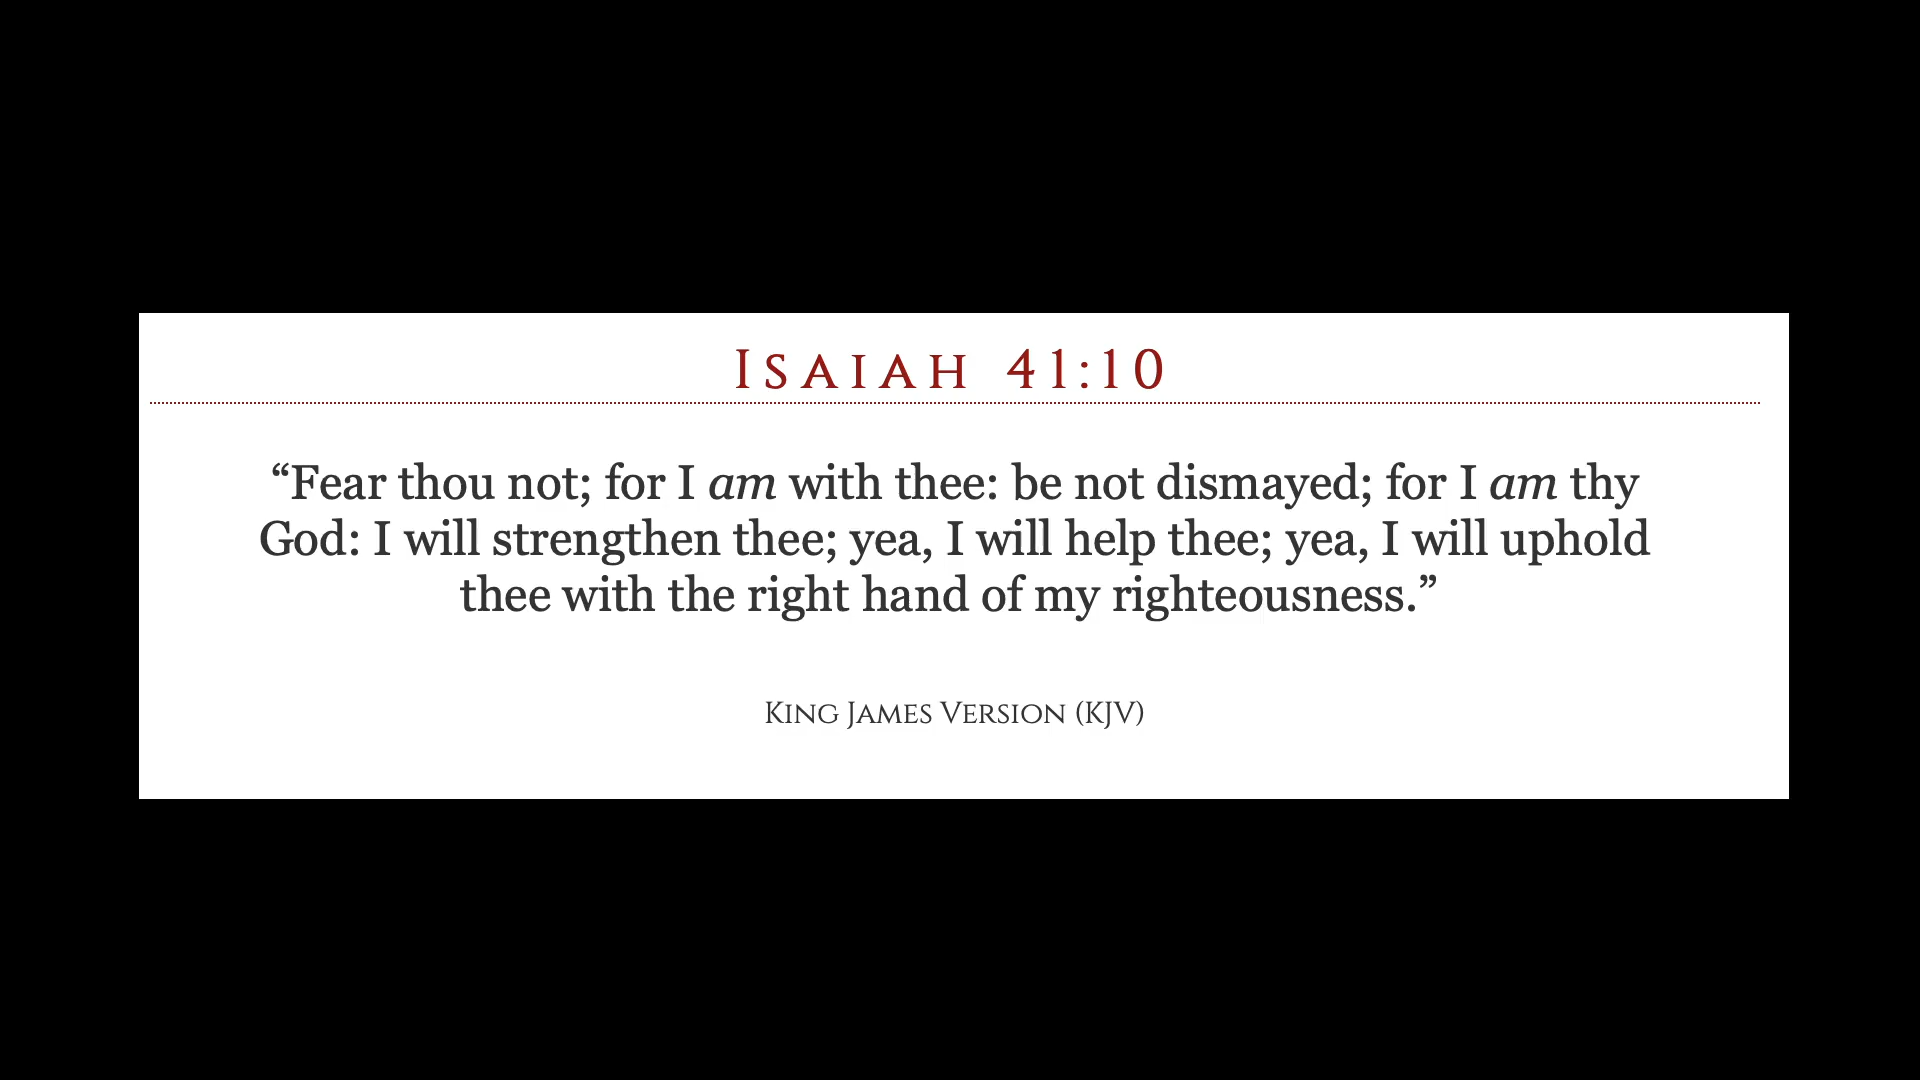 Isaiah 41:10
“Fear thou not; for I am with thee: be not dismayed; for I am thy
God: I will strengthen thee; yea, I will help thee; yea, I will uphold
thee with the right hand of my righteousness.”
King James Version (KJV)